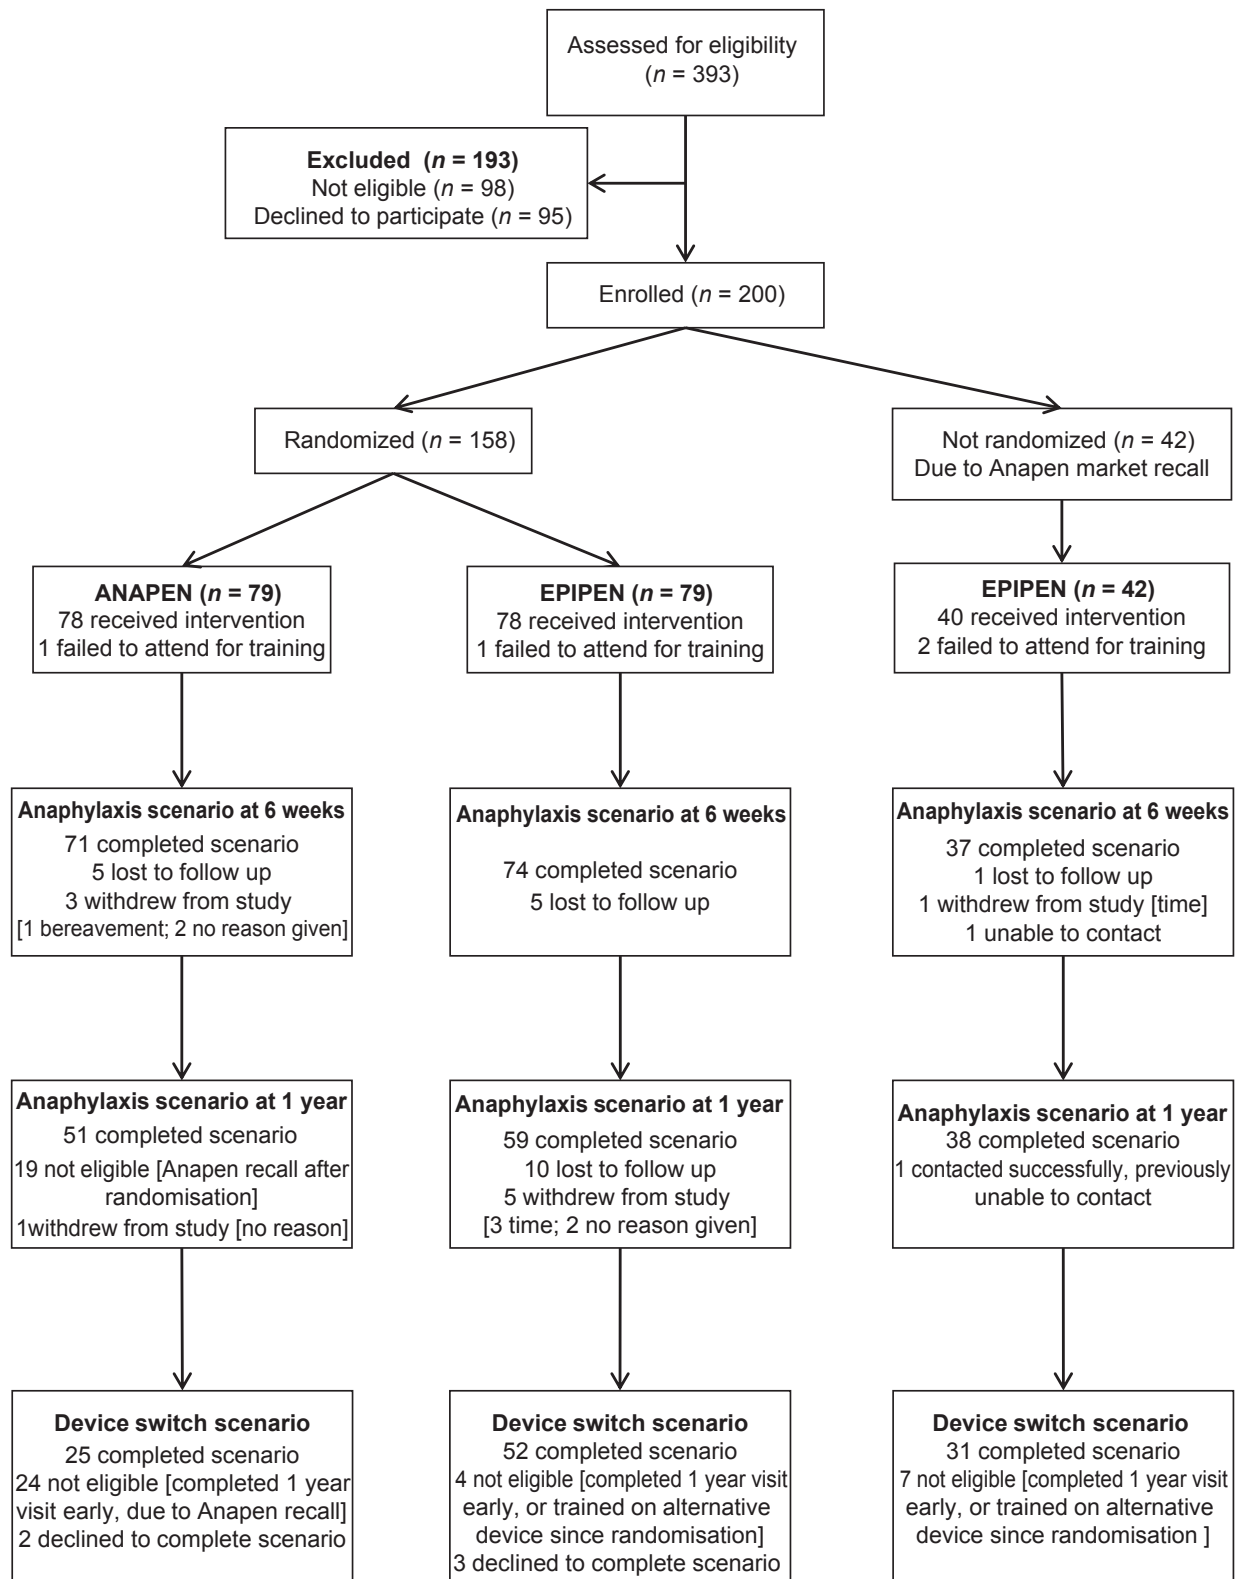 Assessed for eligibility
(n = 393)
Excluded (n = 193)
Not eligible (n = 98)
Declined to participate (n = 95)
Enrolled (n = 200)
Randomized (n = 158)
Not randomized (n = 42)
Due to Anapen market recall
ANAPEN (n = 79)
78 received intervention
1 failed to attend for training
EPIPEN (n = 79)
78 received intervention
1 failed to attend for training
EPIPEN (n = 42)
40 received intervention
2 failed to attend for training
Anaphylaxis scenario at 6 weeks
71 completed scenario
5 lost to follow up
3 withdrew from study
[1 bereavement; 2 no reason given]
Anaphylaxis scenario at 6 weeks
74 completed scenario
5 lost to follow up
Anaphylaxis scenario at 6 weeks
37 completed scenario
1 lost to follow up
1 withdrew from study [time]
1 unable to contact
Anaphylaxis scenario at 1 year
51 completed scenario
19 not eligible [Anapen recall after
randomisation]
1withdrew from study [no reason]
Anaphylaxis scenario at 1 year
59 completed scenario
10 lost to follow up
5 withdrew from study
[3 time; 2 no reason given]
Anaphylaxis scenario at 1 year
38 completed scenario
1 contacted successfully, previously
unable to contact
Device switch scenario
25 completed scenario
24 not eligible [completed 1 year
visit early, due to Anapen recall]
2 declined to complete scenario
Device switch scenario
52 completed scenario
4 not eligible [completed 1 year visit
early, or trained on alternative
device since randomisation]
3 declined to complete scenario
Device switch scenario
31 completed scenario
7 not eligible [completed 1 year visit
early, or trained on alternative
device since randomisation ]